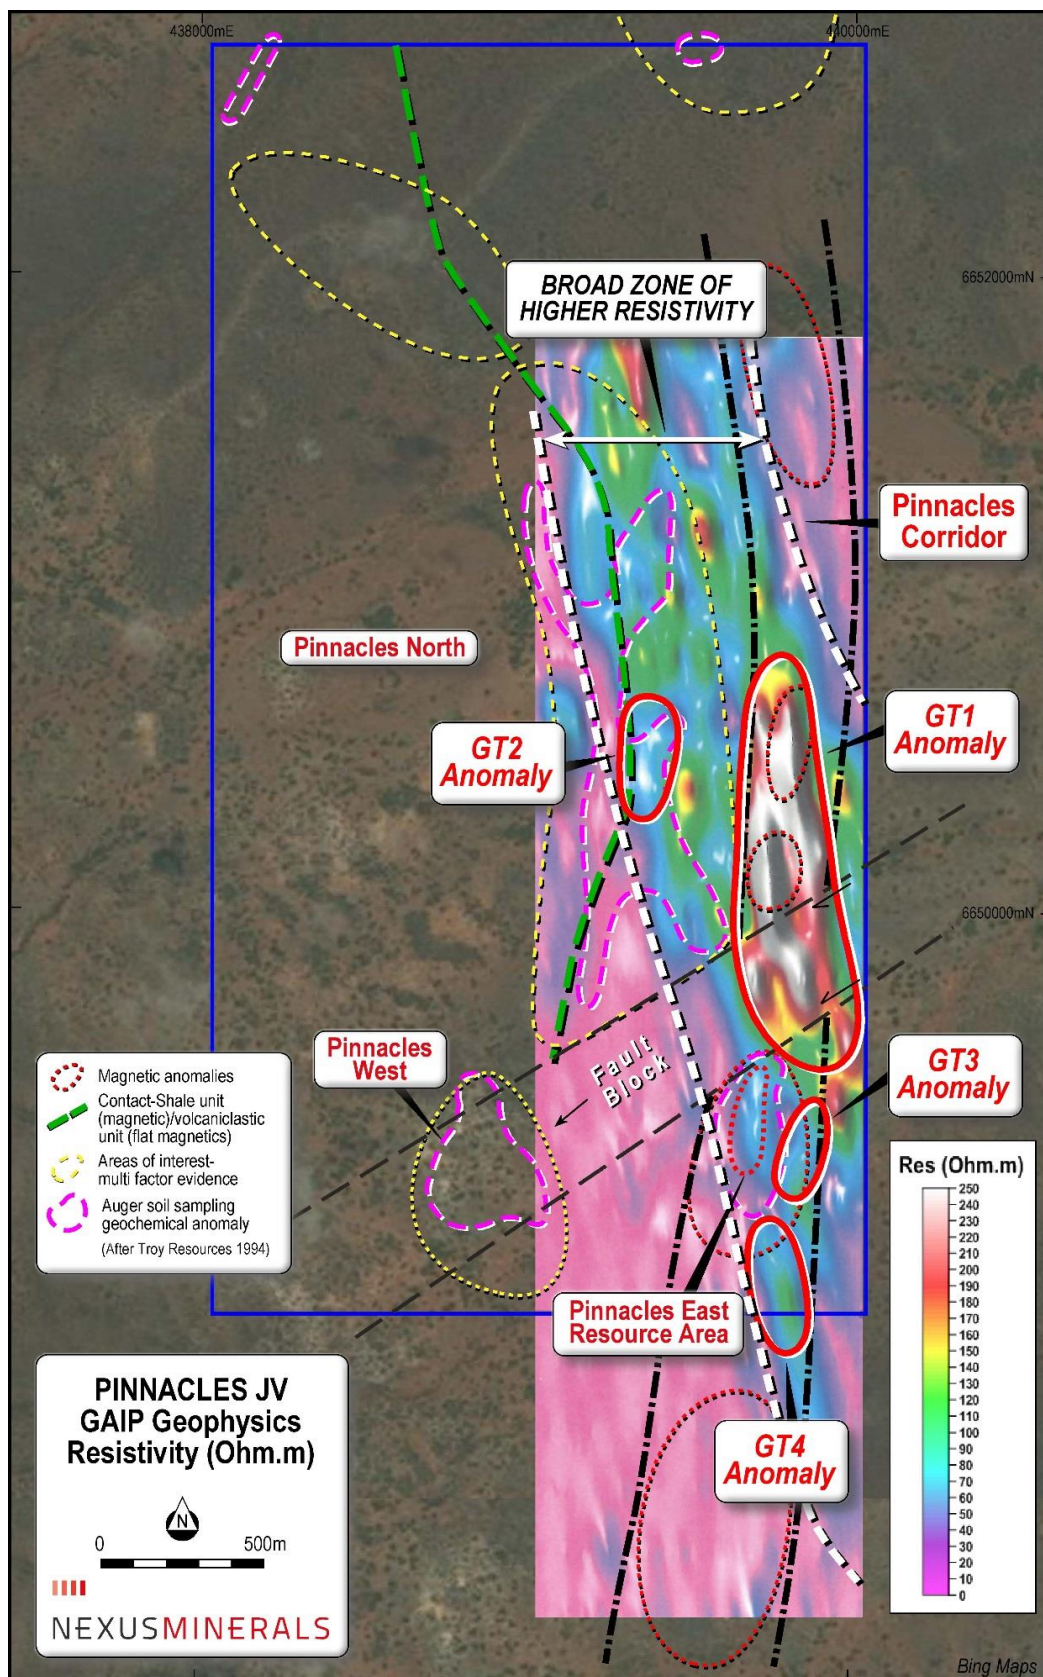 438000mE
440000mE
BROAD ZONE OF
HIGHER RESISTIVITY
6652000mN
Pinnacles
Corridor
Pinnacles North
GT1
Anomaly
GT2
Anomaly
6650000mN
Pinnacles
West
Fault
Block
GT3
Anomaly
Magnetic anomalies
Contact-Shale unit
(magnetic)/volcaniclastic
unit (flat magnetics)
Areas of interest-
multi factor evidence
Auger soil sampling
geochemical anomaly
(After Troy Resources 1994)
Res (Ohm.m)
250
240
230
220
210
200
190
180
170
160
150
140
130
120
110
100
90
80
70
60
50
40
30
20
10
0
Pinnacles East
Resource Area
GT4
Anomaly
PINNACLES JV
GAIP Geophysics
Resistivity (Ohm.m)
N
0 500m
NEXUSMINERALS
Bing Maps